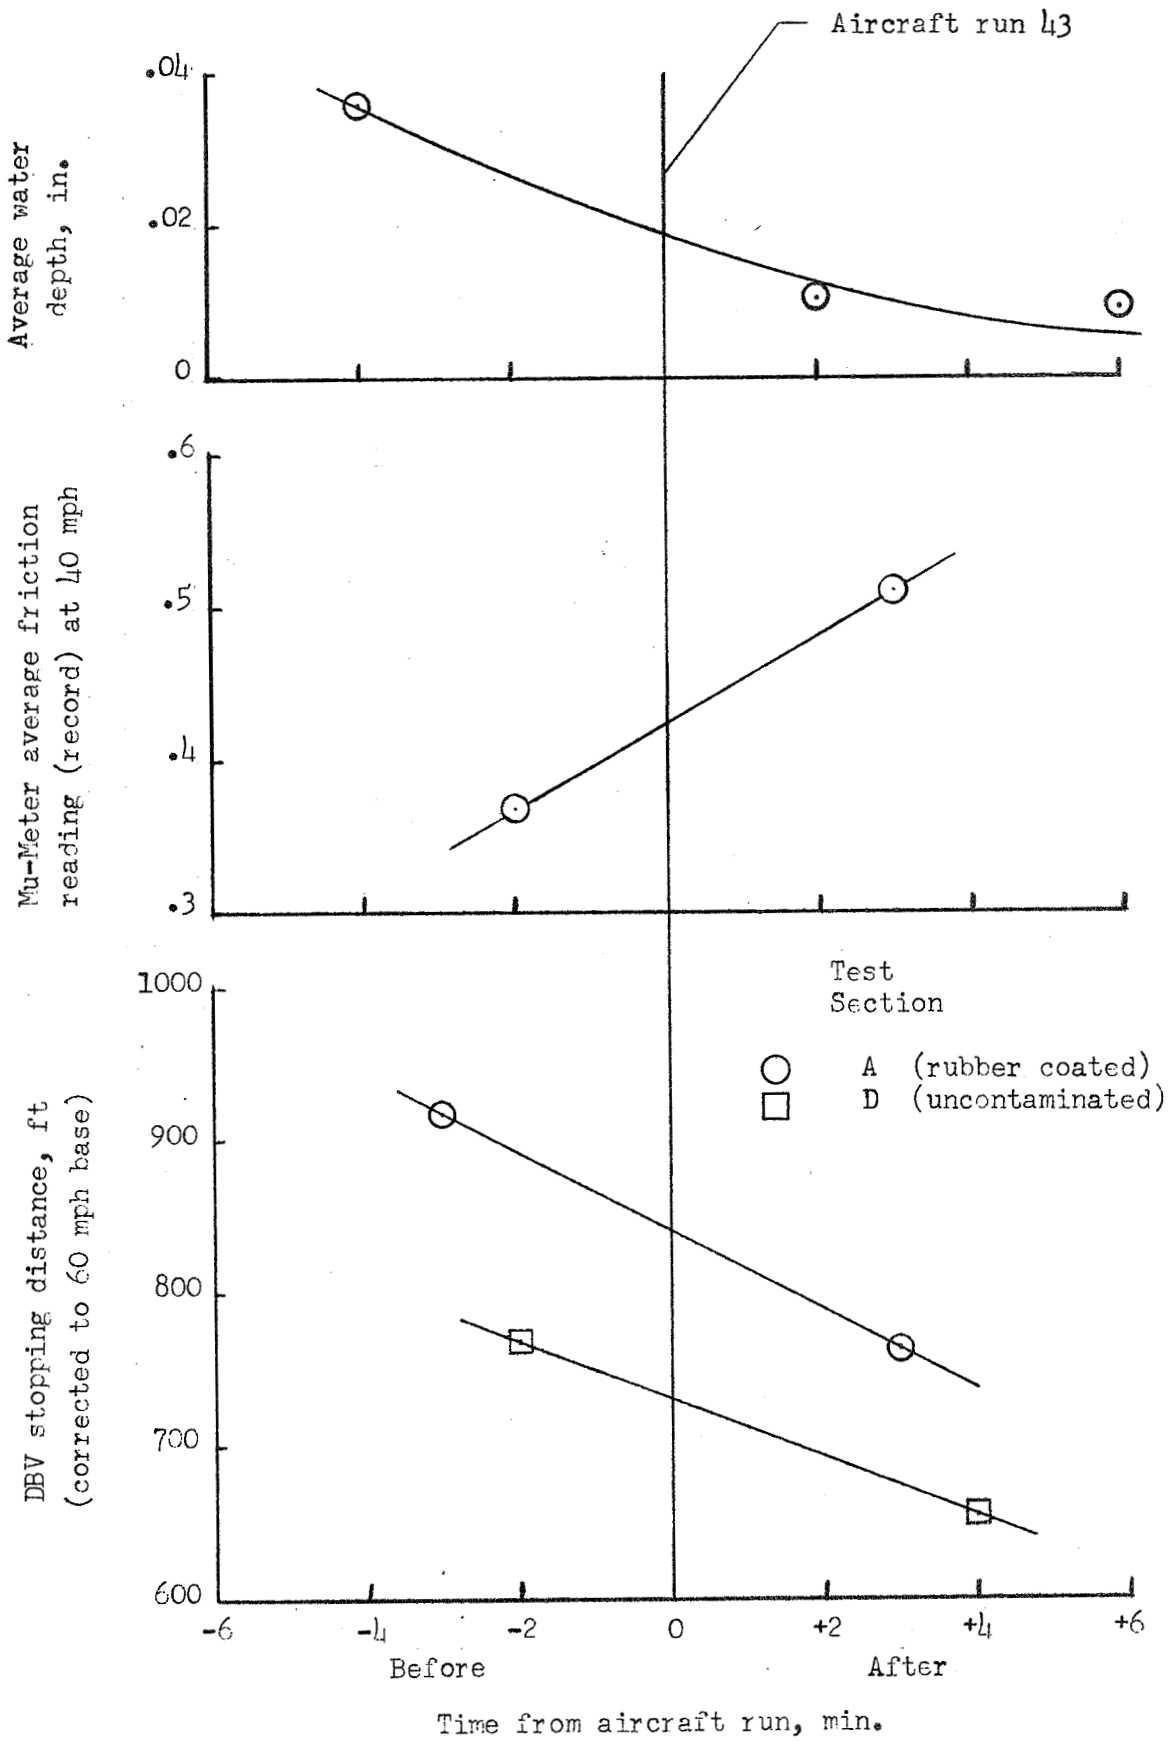 Aircraft run 43
.04
.02
0
Average water
depth, in.
.6
.5
.4
.3
Mu-Meter average friction
reading (record) at 40 mph
Test
Section
A (rubber coated)
D (uncontaminated)
1000
900
800
700
600
DBV stopping distance, ft
(corrected to 60 mph base)
-6 -4 -2 0 +2 +4 +6
Before After
Time from aircraft run, min.